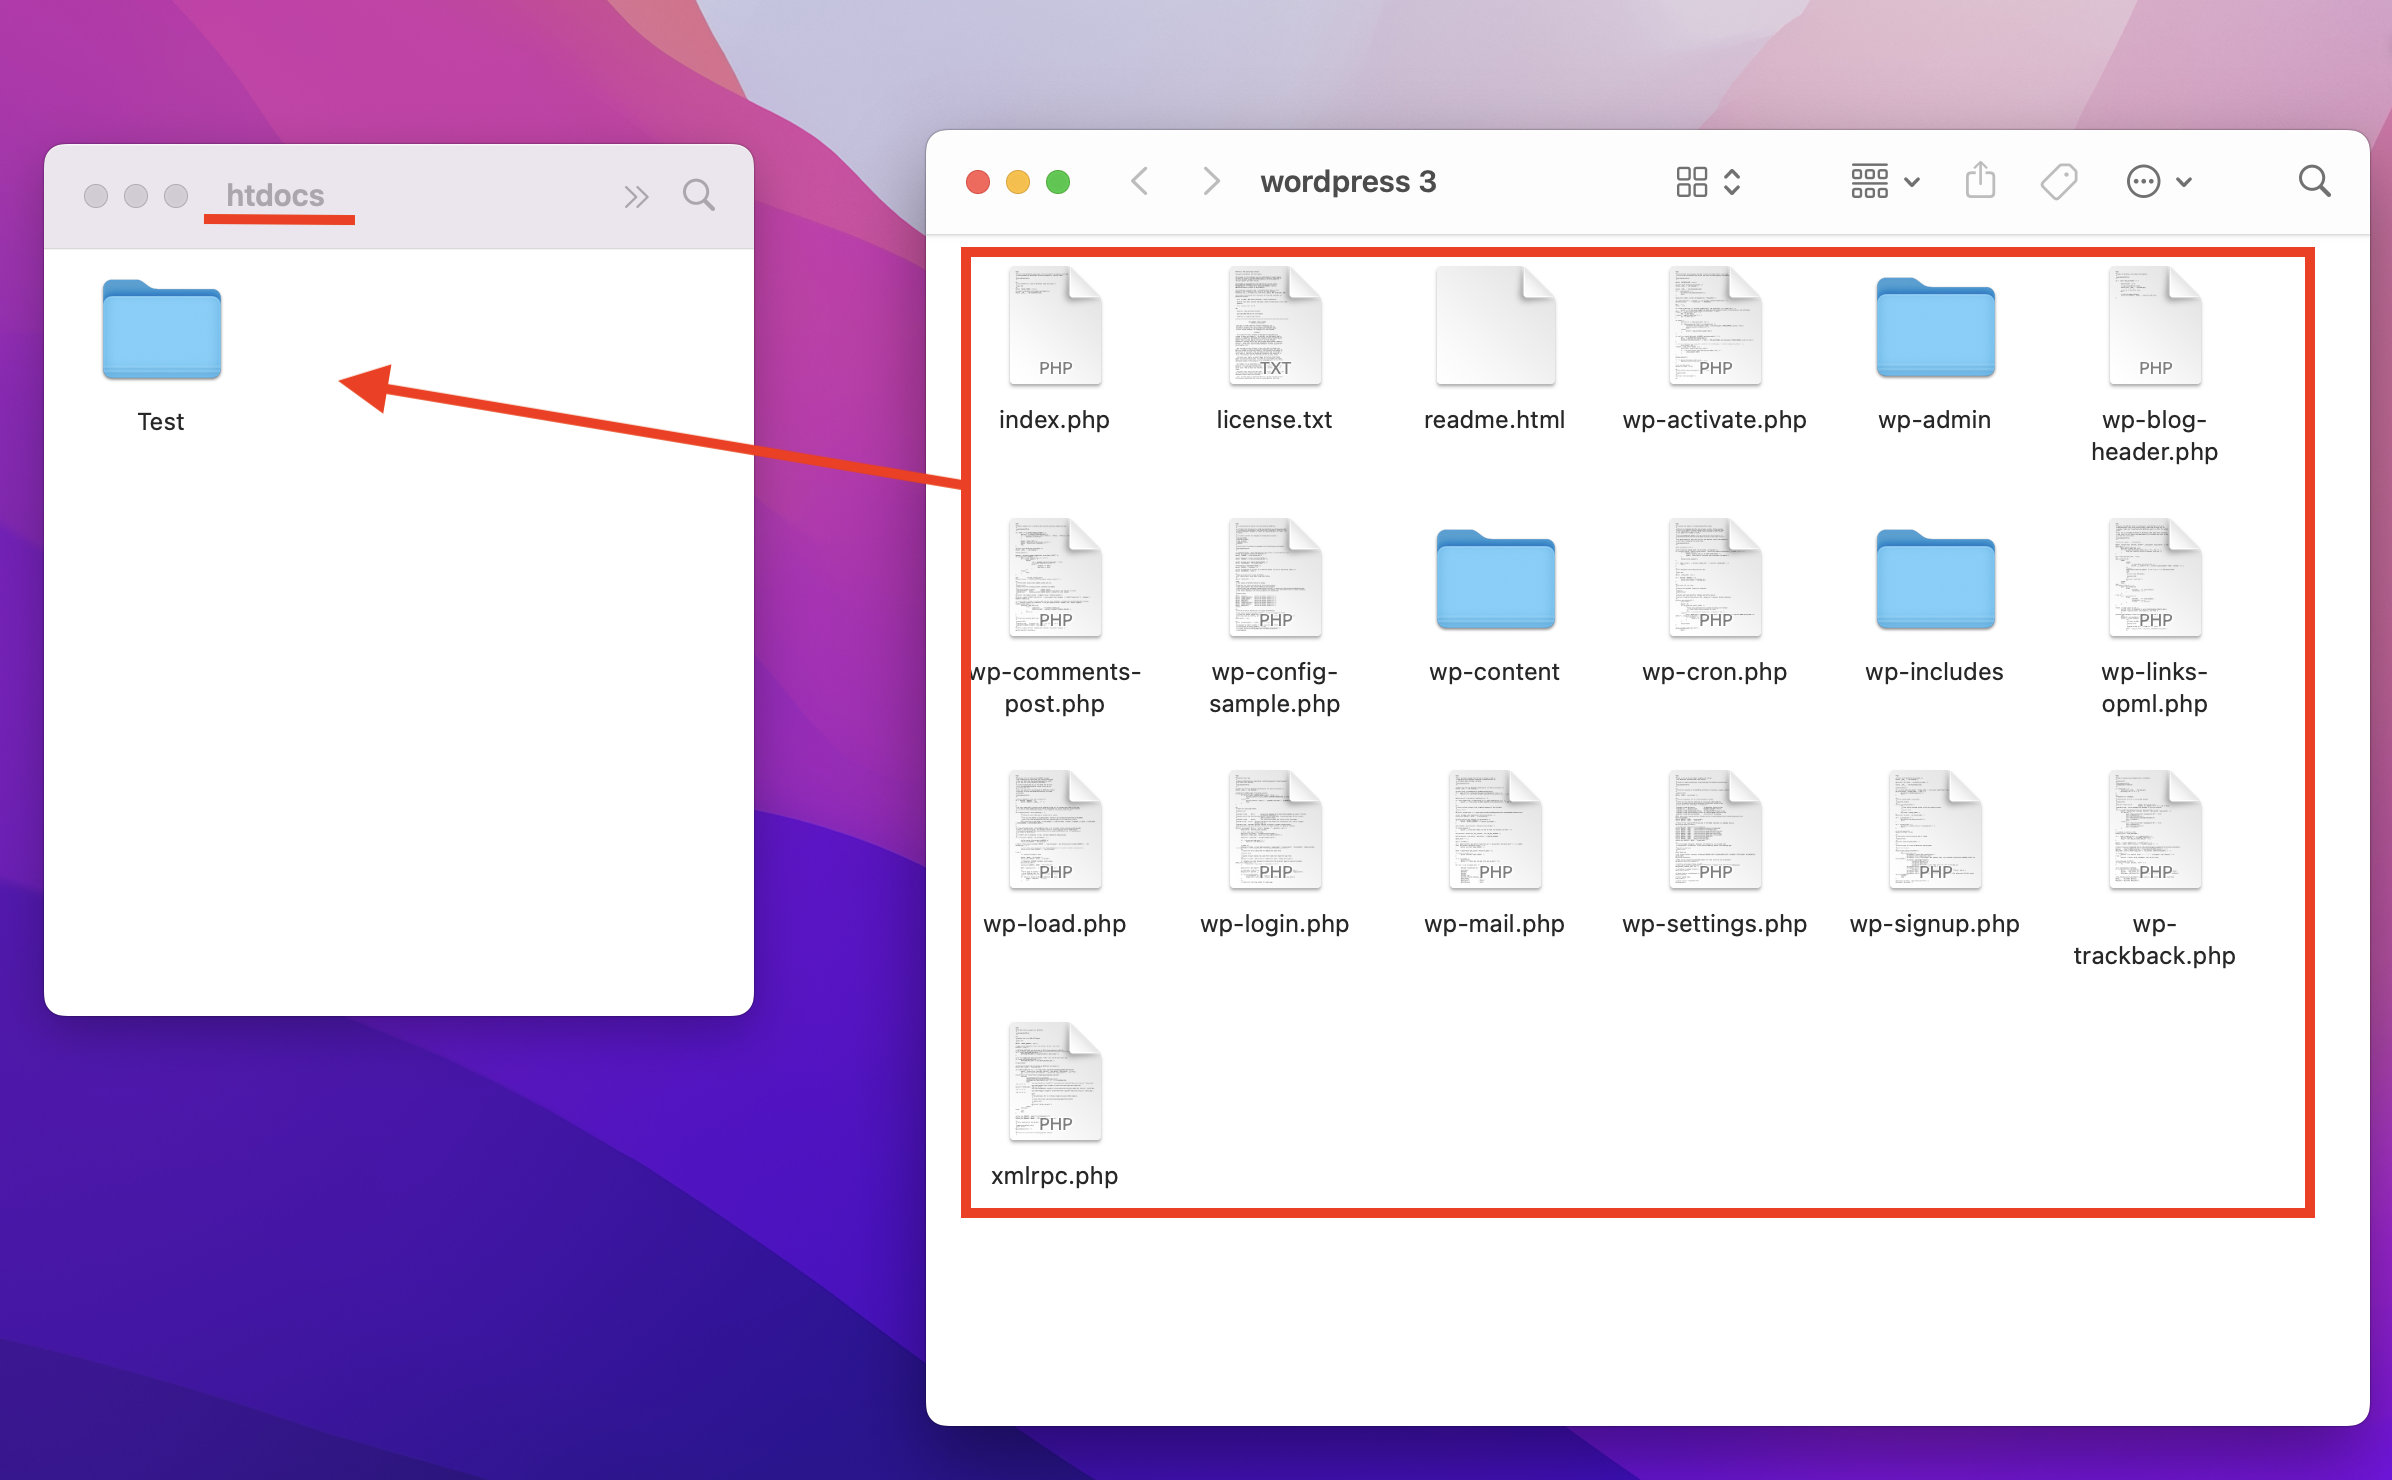 htdocs
Test
wordpress 3
PHP
TXT
PHP
PHP
index.php
license.txt
readme.html
wp-activate.php
wp-admin
wp-blog-
header.php
PHP
PHP
PHP
PHP
wp-comments-
post.php
wp-config-
sample.php
wp-content
wp-cron.php
wp-includes
wp-links-
opml.php
PHP
PHP
PHP
PHP
PHP
PHP
wp-load.php
wp-login.php
wp-mail.php
wp-settings.php
wp-signup.php
wp-
trackback.php
PHP
xmlrpc.php